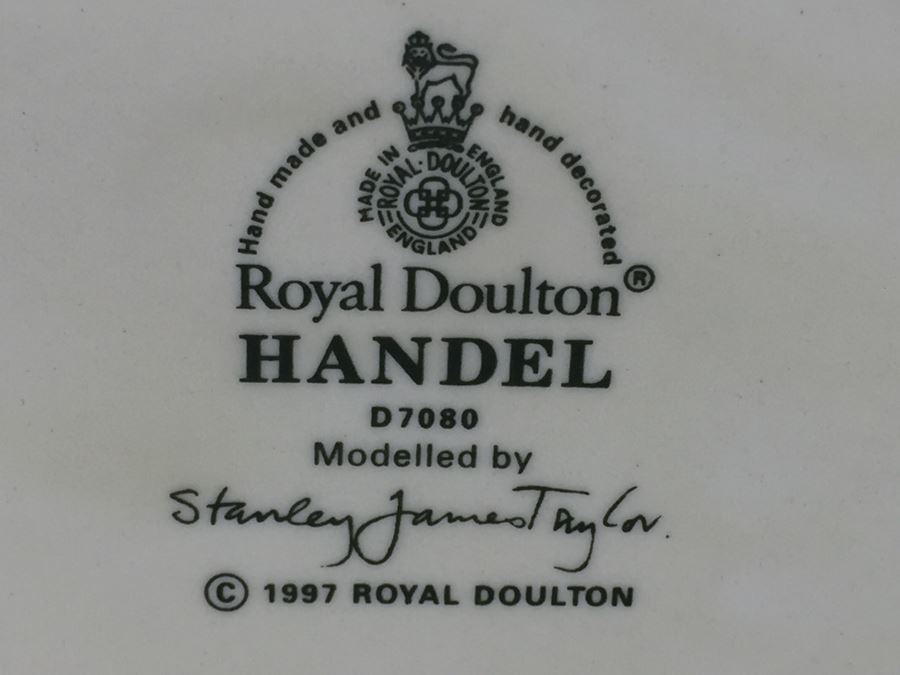 Hand made and hand decorated
MADE IN ENGLAND
ROYAL·DOULTON
ENGLAND
Royal Doulton®
HANDEL
D7080
Modelled by
Stanley James Taylor.
© 1997 ROYAL DOULTON